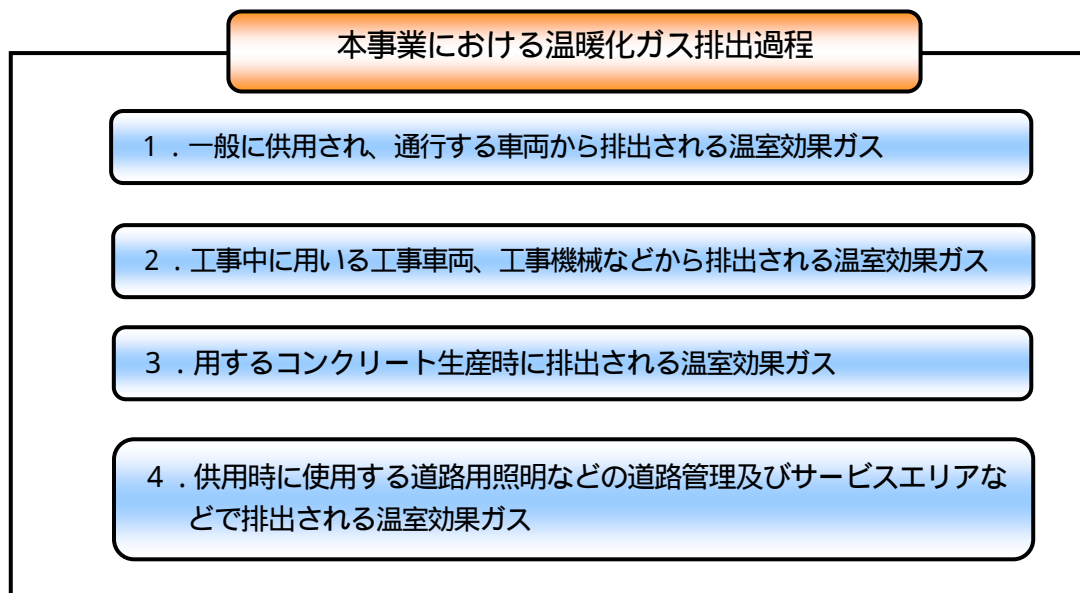 本事業における温暖化ガス排出過程
1．一般に供用され、通行する車両から排出される温室効果ガス
2．工事中に用いる工事車両、工事機械などから排出される温室効果ガス
3．用するコンクリート生産時に排出される温室効果ガス
4．供用時に使用する道路用照明などの道路管理及びサービスエリアな
どで排出される温室効果ガス